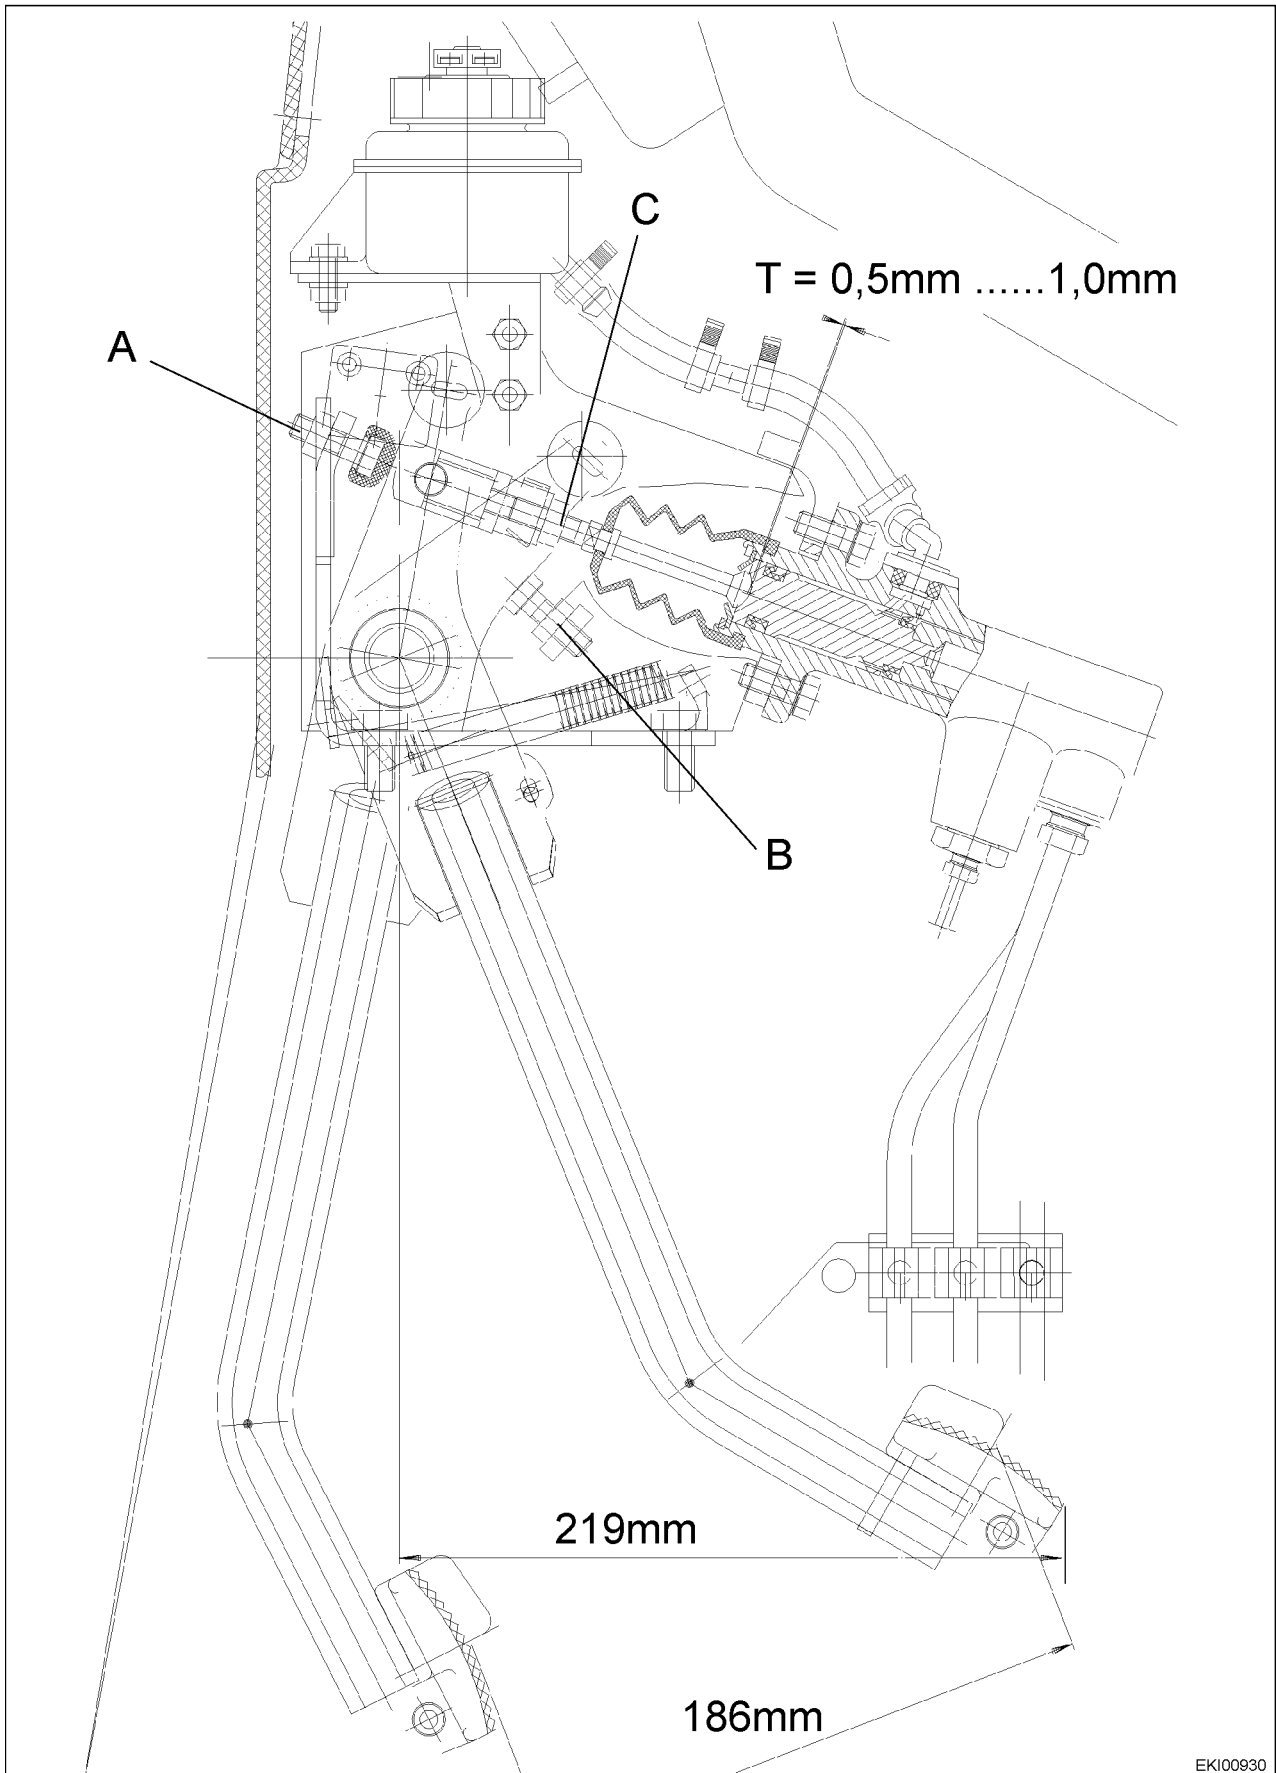 C
T = 0,5mm ......1,0mm
A
B
219mm
186mm
EKI00930